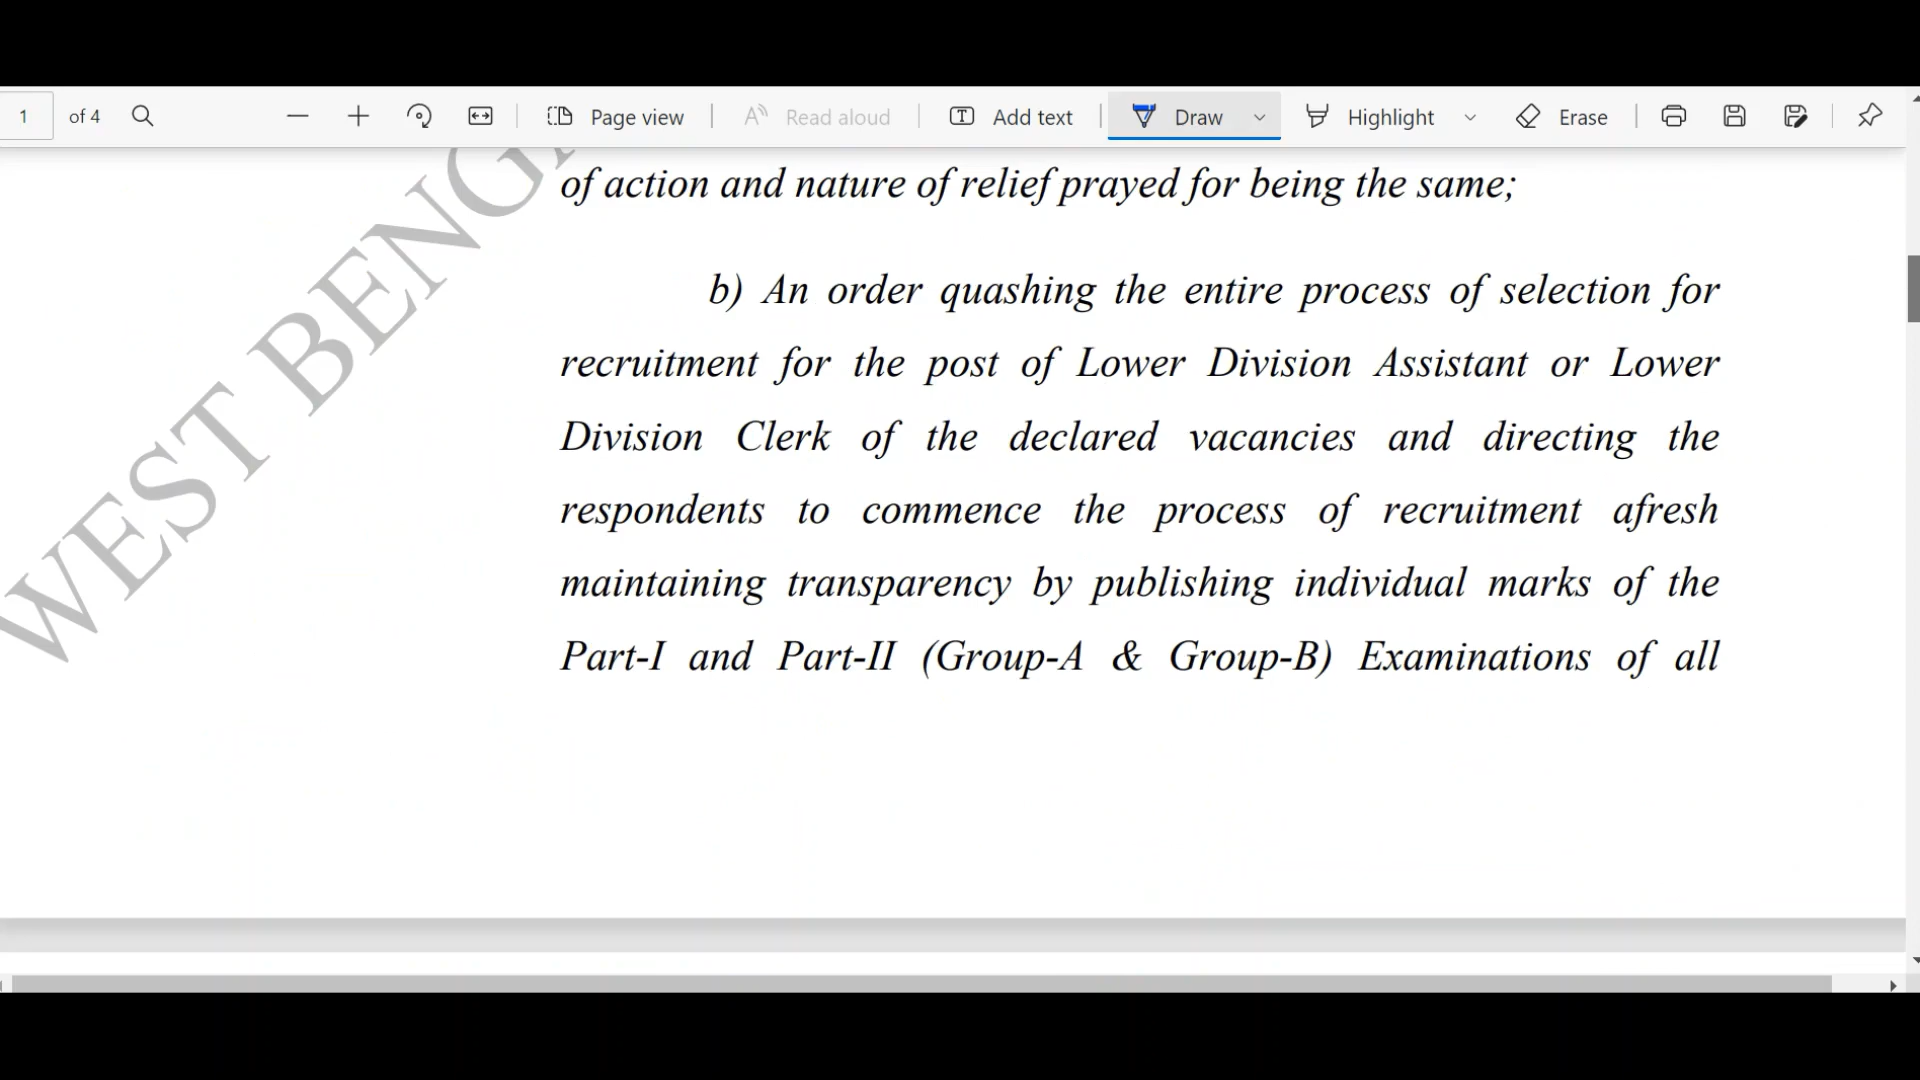 1 of 4 Page view Read aloud Add text Draw Highlight Erase
of action and nature of relief prayed for being the same;
b) An order quashing the entire process of selection for
recruitment for the post of Lower Division Assistant or Lower
Division Clerk of the declared vacancies and directing the
respondents to commence the process of recruitment afresh
maintaining transparency by publishing individual marks of the
Part-I and Part-II (Group-A & Group-B) Examinations of all
WEST BENGA